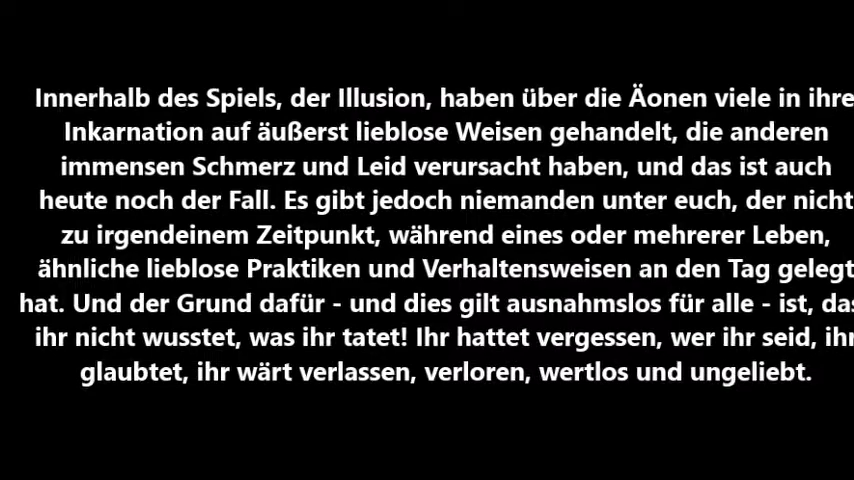 Innerhalb des Spiels, der Illusion, haben über die Äonen viele in ihre
Inkarnation auf äußerst lieblose Weisen gehandelt, die anderen
immensen Schmerz und Leid verursacht haben, und das ist auch
heute noch der Fall. Es gibt jedoch niemanden unter euch, der nicht
zu irgendeinem Zeitpunkt, während eines oder mehrerer Leben,
ähnliche lieblose Praktiken und Verhaltensweisen an den Tag gelegt
hat. Und der Grund dafür - und dies gilt ausnahmslos für alle - ist, das
ihr nicht wusstet, was ihr tatet! Ihr hattet vergessen, wer ihr seid, ihr
glaubtet, ihr wärt verlassen, verloren, wertlos und ungeliebt.